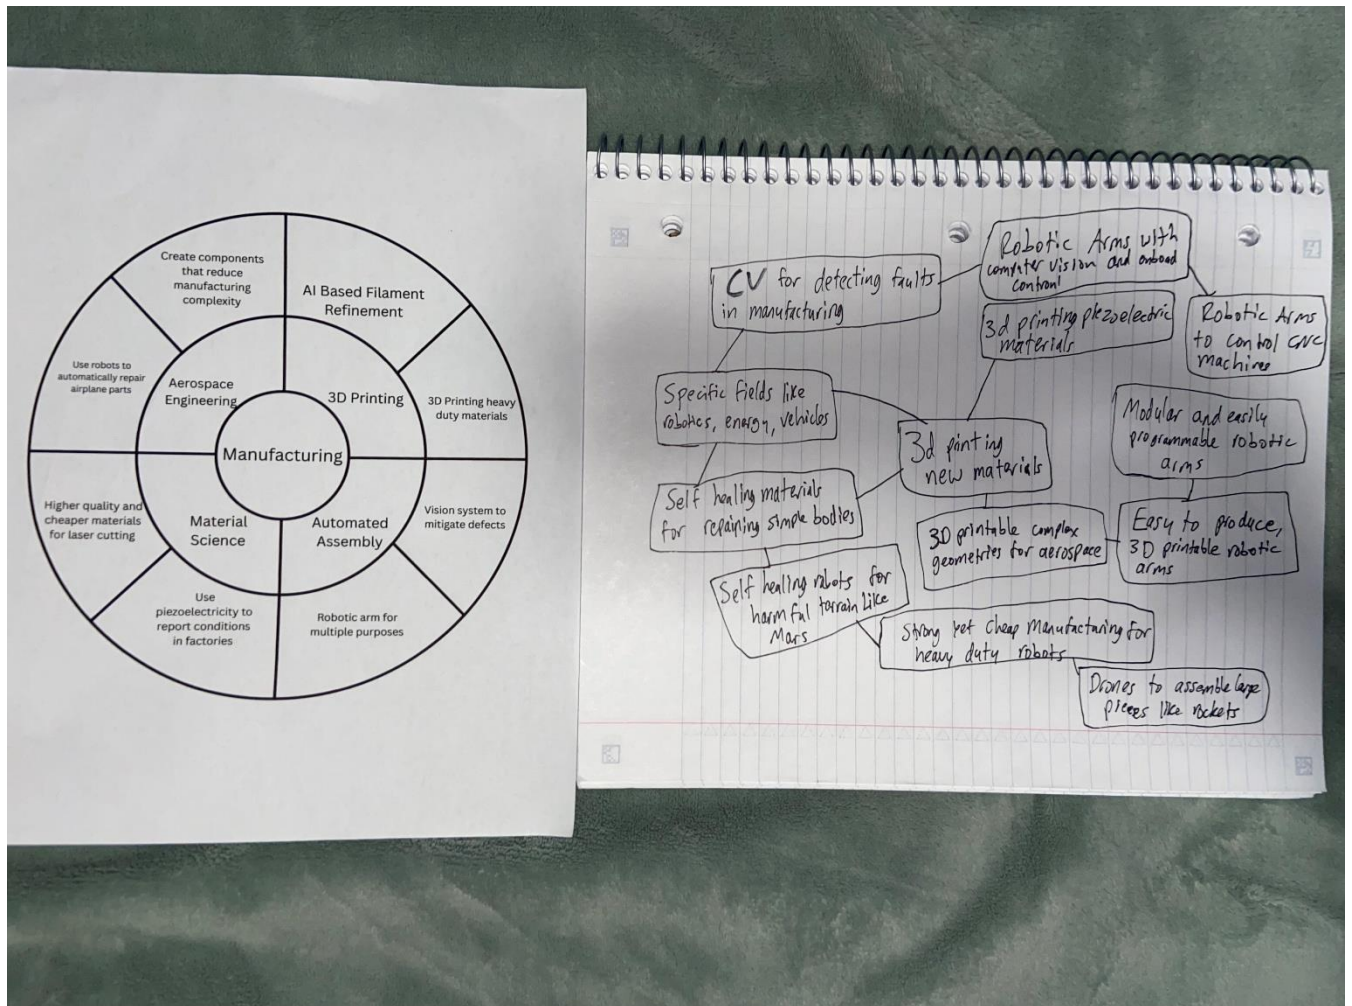 Create components
that reduce
manufacturing
complexity
AI Based Filament
Refinement
Use robots to
automatically repair
airplane parts
Aerospace
Engineering
3D Printing
3D Printing heavy
duty materials
Manufacturing
Higher quality and
cheaper materials
for laser cutting
Material
Science
Automated
Assembly
Vision system to
mitigate defects
Use
piezoelectricity to
report conditions
in factories
Robotic arm for
multiple purposes
Robotic Arms with
computer vision and onboard
control
CV for detecting faults
in manufacturing
3d printing piezoelectric
materials
Robotic Arms
to control CNC
machines
Specific fields like
robotics, energy, vehicles
Modular and easily
programmable robotic
arms
3d printing
new materials
Self healing materials
for repairing simple bodies
3D printable complex
geometries for aerospace
Easy to produce,
3D printable robotic
arms
Self healing robots for
harmful terrain like
Mars
Strong yet cheap manufacturing for
heavy duty robots
Drones to assemble large
pieces like rockets